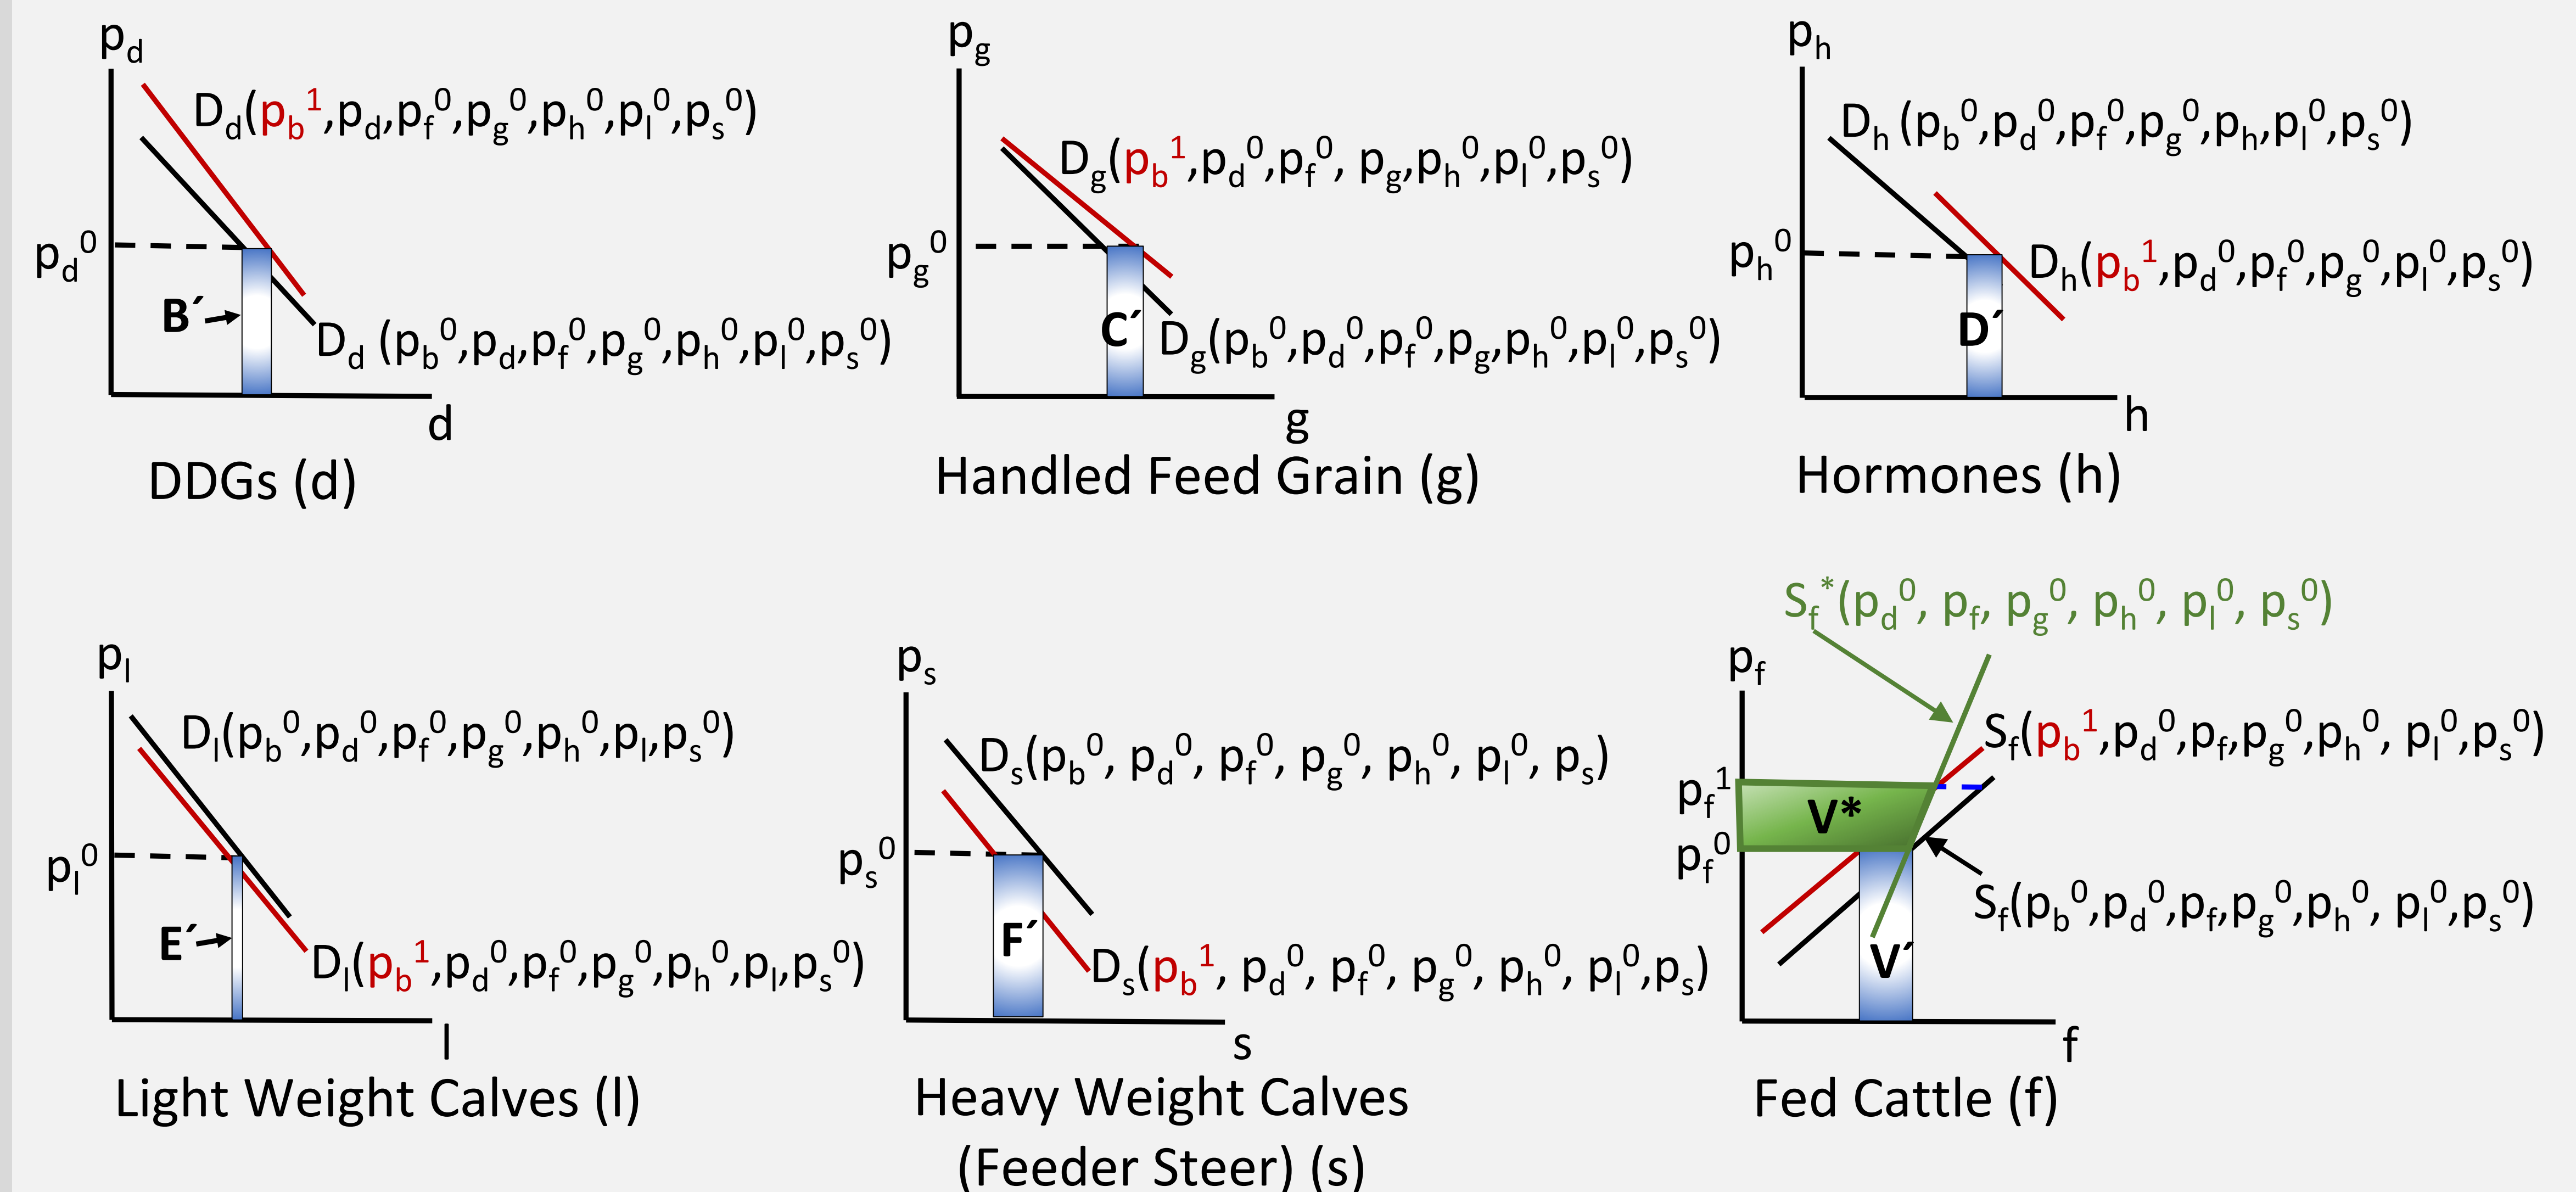 p_d
D_d(p_b^1,p_d,p_f^0,p_g^0,p_h^0,p_l^0,p_s^0)
p_d^0
B´
D_d (p_b^0,p_d,p_f^0,p_g^0,p_h^0,p_l^0,p_s^0)
d
DDGs (d)
p_g
D_g(p_b^1,p_d^0,p_f^0, p_g,p_h^0,p_l^0,p_s^0)
p_g^0
C´
D_g(p_b^0,p_d^0,p_f^0,p_g,p_h^0,p_l^0,p_s^0)
g
Handled Feed Grain (g)
p_h
D_h (p_b^0,p_d^0,p_f^0,p_g^0,p_h,p_l^0,p_s^0)
p_h^0
D_h(p_b^1,p_d^0,p_f^0,p_g^0,p_l^0,p_s^0)
D´
h
Hormones (h)
p_l
D_l(p_b^0,p_d^0,p_f^0,p_g^0,p_h^0,p_l,p_s^0)
p_l^0
E´
D_l(p_b^1,p_d^0,p_f^0,p_g^0,p_h^0,p_l,p_s^0)
l
Light Weight Calves (l)
p_s
D_s(p_b^0, p_d^0, p_f^0, p_g^0, p_h^0, p_l^0, p_s)
p_s^0
F´
D_s(p_b^1, p_d^0, p_f^0, p_g^0, p_h^0, p_l^0,p_s)
s
Heavy Weight Calves
(Feeder Steer) (s)
S_f^*(p_d^0, p_f, p_g^0, p_h^0, p_l^0, p_s^0)
p_f
S_f(p_b^1,p_d^0,p_f,p_g^0,p_h^0, p_l^0,p_s^0)
p_f^1
V*
p_f^0
S_f(p_b^0,p_d^0,p_f,p_g^0,p_h^0, p_l^0,p_s^0)
V´
f
Fed Cattle (f)